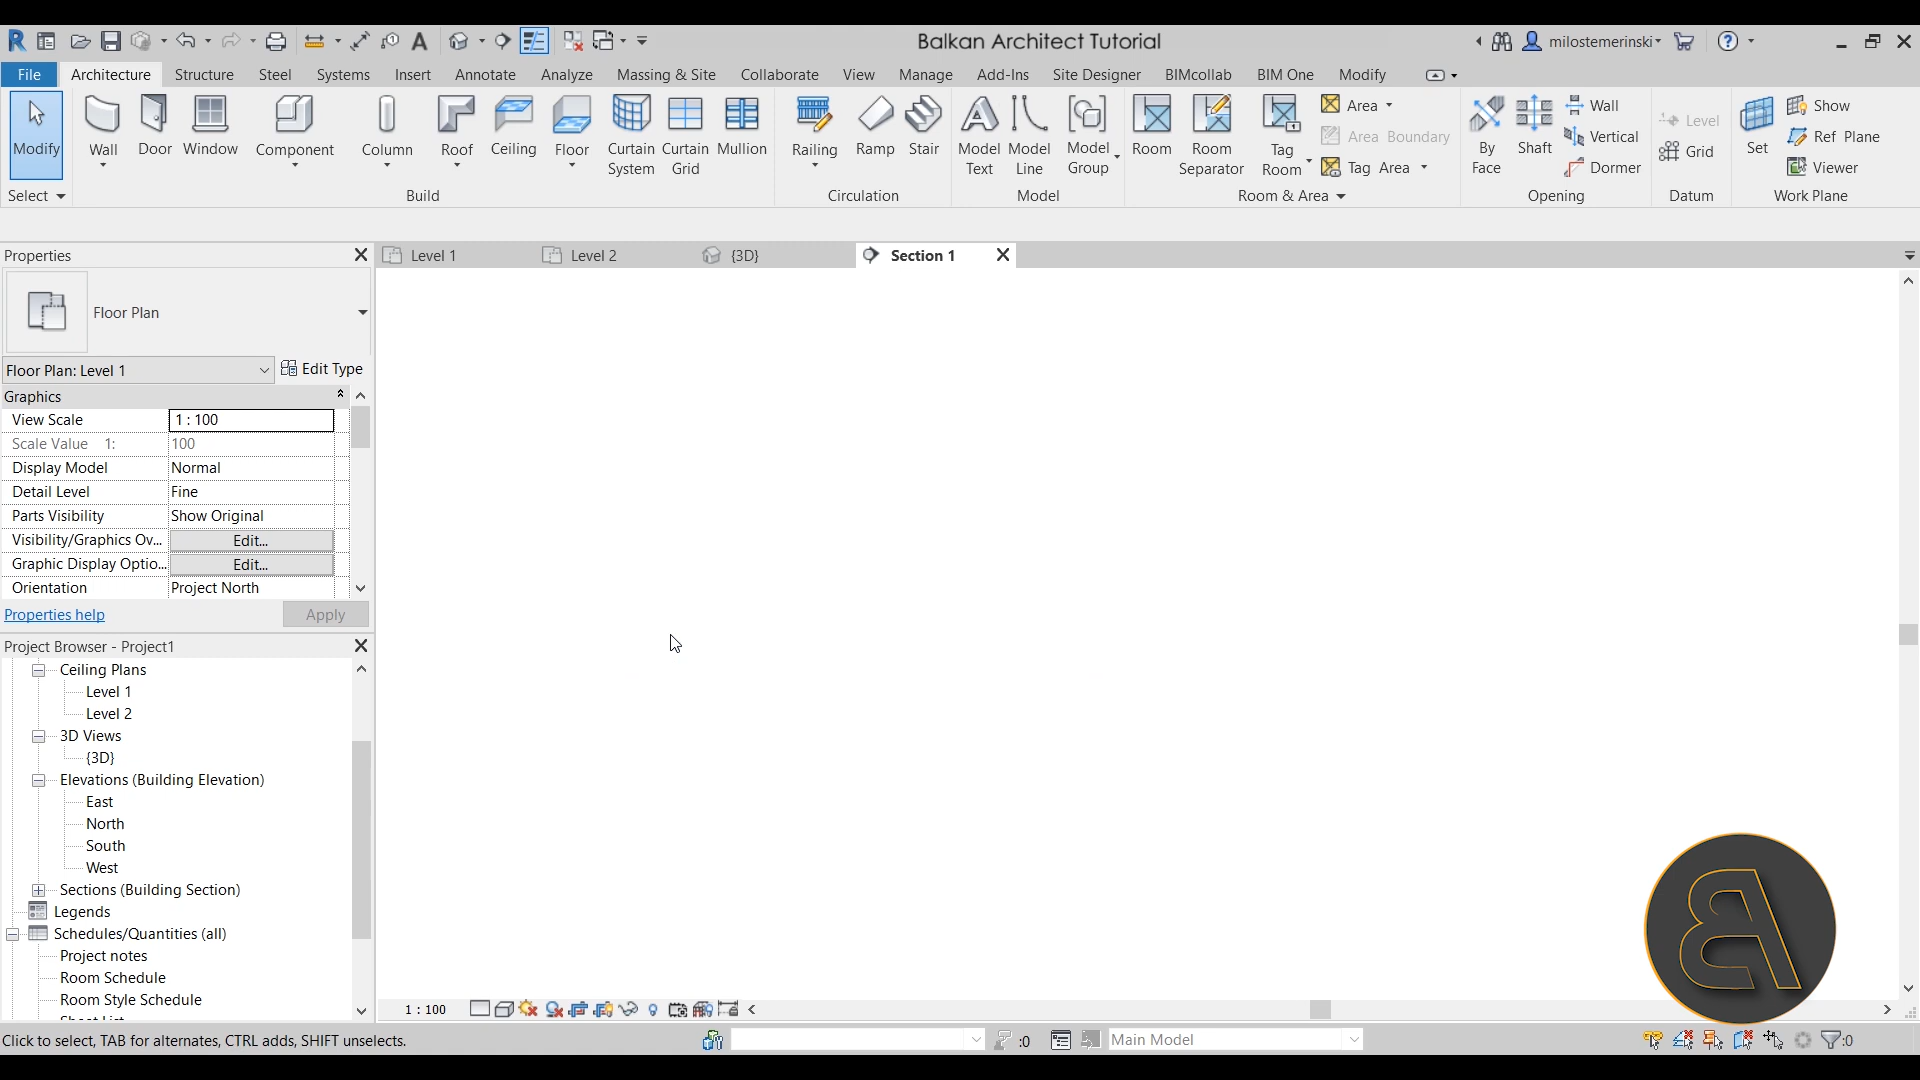 Balkan Architect Tutorial
milostemerinski
File Architecture Structure Steel Systems Insert Annotate Analyze Massing & Site Collaborate View Manage Add-Ins Site Designer BIMcollab BIM One Modify
Modify
Wall
Door
Window
Component
Column
Roof
Ceiling
Floor
Curtain System
Curtain Grid
Mullion
Railing
Ramp
Stair
Model Text
Model Line
Model Group
Room
Room Separator
Tag Room
Area
Area Boundary
Tag Area
By Face
Shaft
Wall
Vertical
Dormer
Level
Grid
Set
Show
Ref Plane
Viewer
Select
Build
Circulation
Model
Room & Area
Opening
Datum
Work Plane
Properties
Level 1
Level 2
{3D}
Section 1
Floor Plan
Floor Plan: Level 1
Edit Type
Graphics
View Scale 1 : 100
Scale Value 1: 100
Display Model Normal
Detail Level Fine
Parts Visibility Show Original
Visibility/Graphics Ov... Edit...
Graphic Display Optio... Edit...
Orientation Project North
Properties help Apply
Project Browser - Project1
Ceiling Plans
Level 1
Level 2
3D Views
{3D}
Elevations (Building Elevation)
East
North
South
West
Sections (Building Section)
Legends
Schedules/Quantities (all)
Project notes
Room Schedule
Room Style Schedule
1 : 100
Click to select, TAB for alternates, CTRL adds, SHIFT unselects.
:0
Main Model
:0